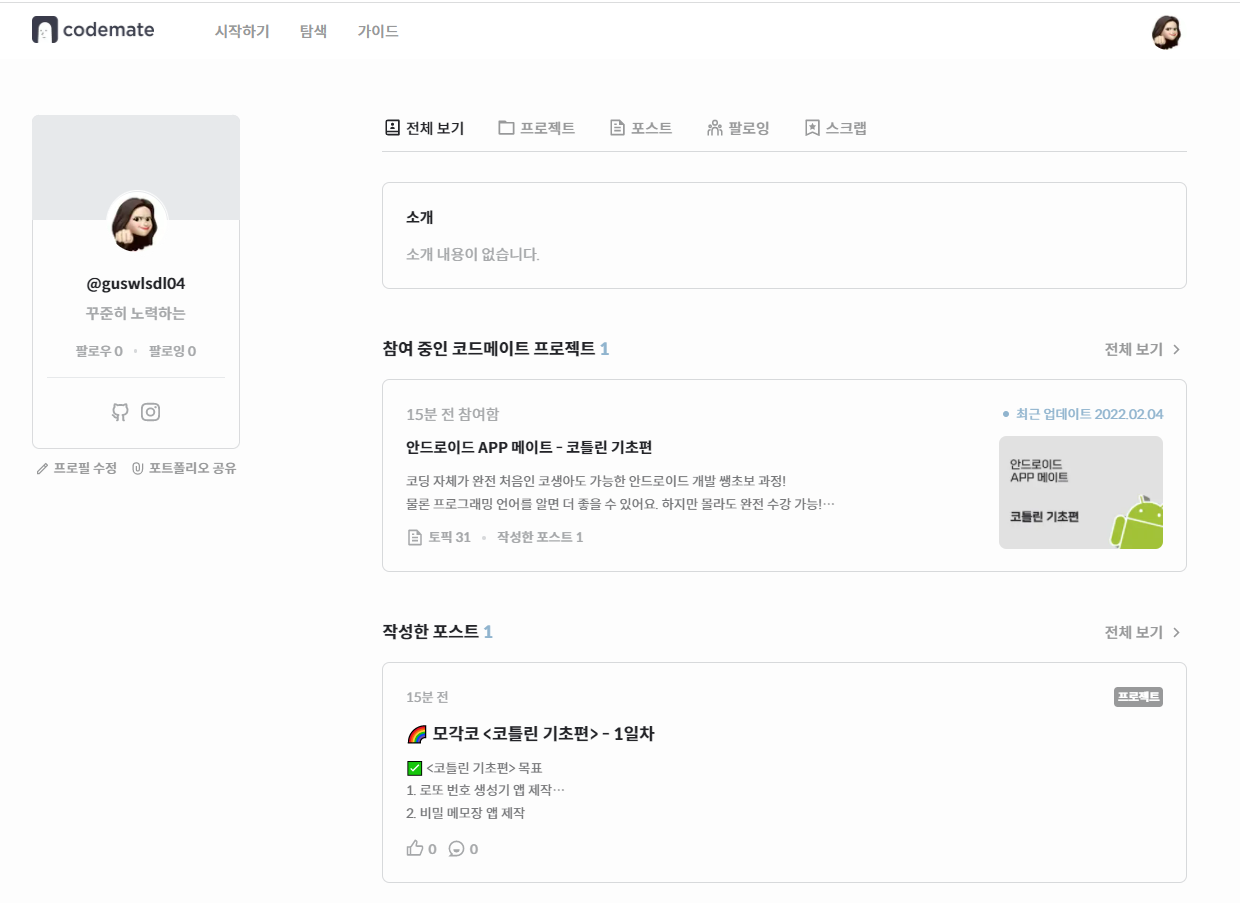 codemate
시작하기 탐색 가이드
@guswlsdl04
꾸준히 노력하는
팔로우 0 • 팔로잉 0
프로필 수정 포트폴리오 공유
전체 보기 프로젝트 포스트 팔로잉 스크랩
소개
소개 내용이 없습니다.
참여 중인 코드메이트 프로젝트 1 전체 보기
15분 전 참여함 • 최근 업데이트 2022.02.04
안드로이드 APP 메이트 - 코틀린 기초편
코딩 자체가 완전 처음인 코생아도 가능한 안드로이드 개발 쌩초보 과정!
물론 프로그래밍 언어를 알면 더 좋을 수 있어요. 하지만 몰라도 완전 수강 가능!…
토픽 31 • 작성한 포스트 1
안드로이드
APP 메이트
코틀린 기초편
작성한 포스트 1 전체 보기
15분 전 프로젝트
🌈 모각코 <코틀린 기초편> - 1일차
✅ <코틀린 기초편> 목표
1. 로또 번호 생성기 앱 제작…
2. 비밀 메모장 앱 제작
0 0